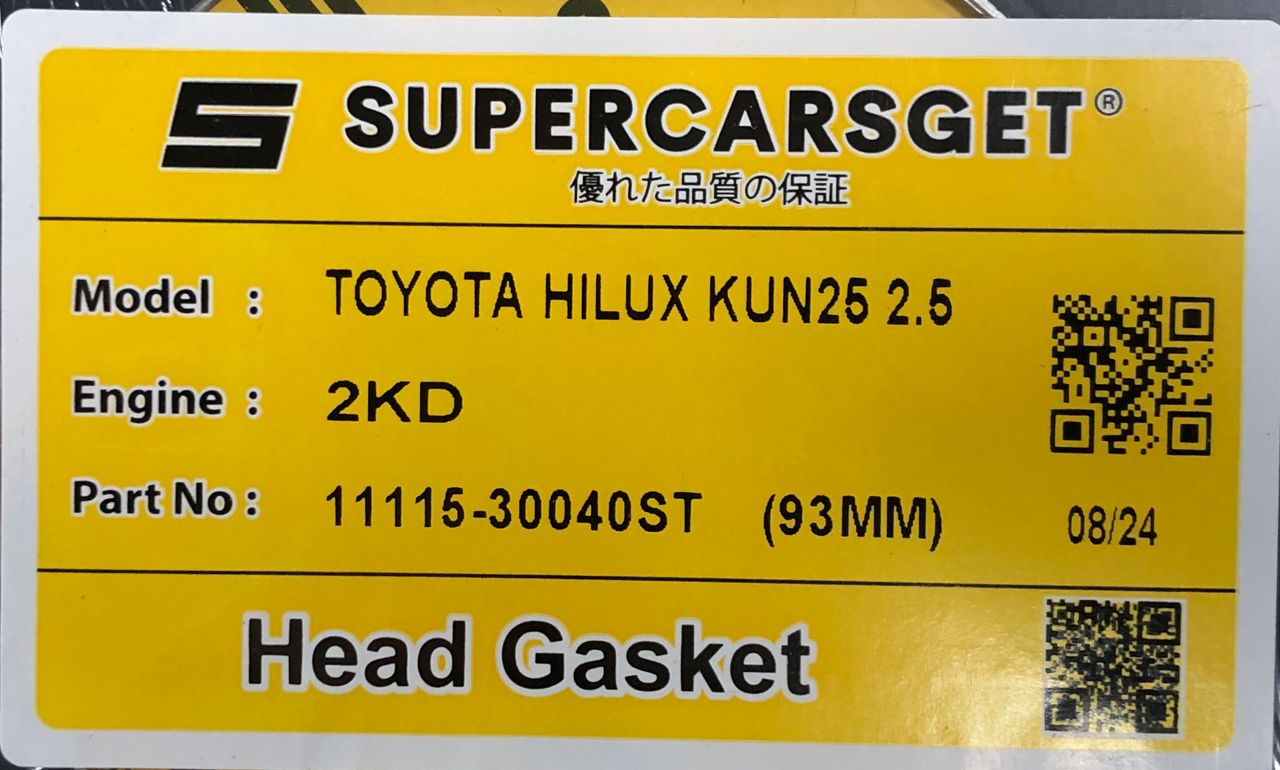 SUPERCARSGET®
優れた品質の保証
Model : TOYOTA HILUX KUN25 2.5
Engine : 2KD
Part No : 11115-30040ST (93MM) 08/24
Head Gasket